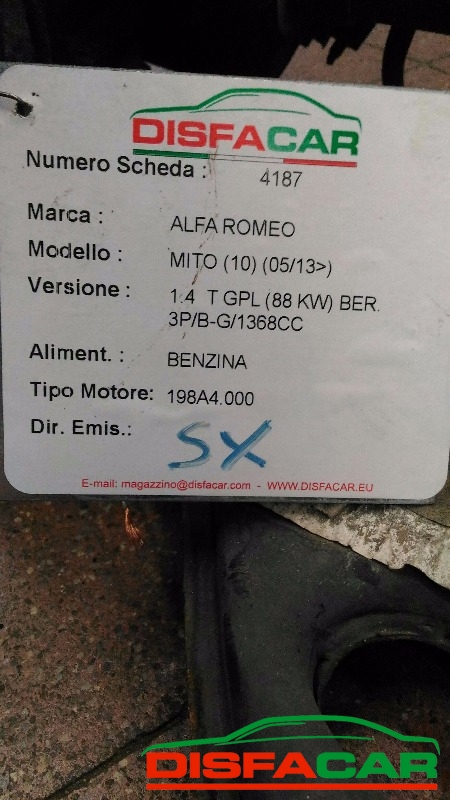 DISFACAR
Numero Scheda : 4187
Marca : ALFA ROMEO
Modello : MITO (10) (05/13>)
Versione : 1.4 T GPL (88 KW) BER.
3P/B-G/1368CC
Aliment. : BENZINA
Tipo Motore: 198A4.000
Dir. Emis.: SX
E-mail: magazzino@disfacar.com - WWW.DISFACAR.EU
DISFACAR